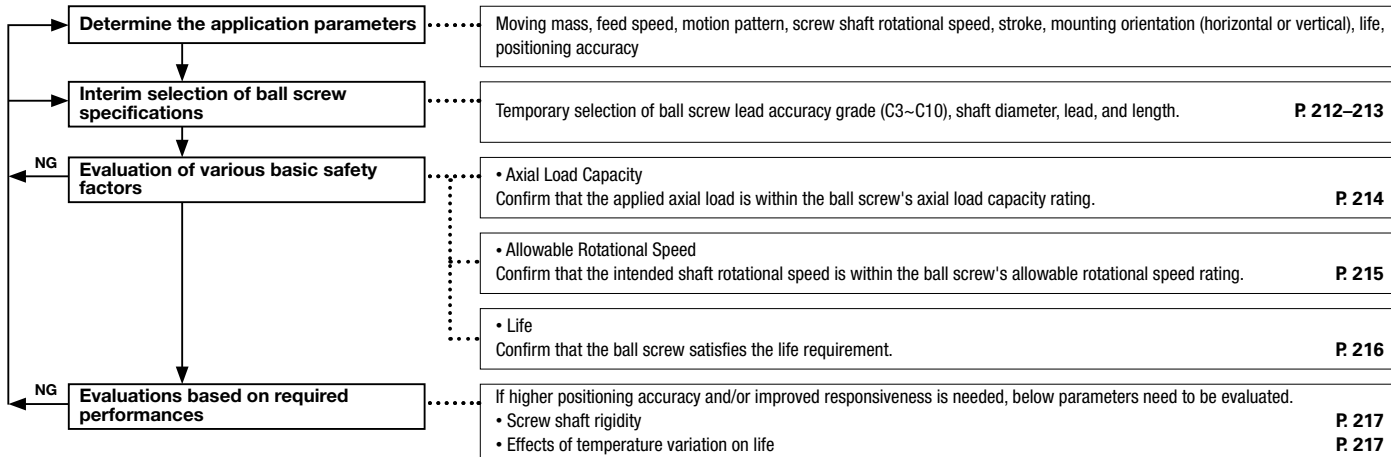 Determine the application parameters
Moving mass, feed speed, motion pattern, screw shaft rotational speed, stroke, mounting orientation (horizontal or vertical), life,
positioning accuracy
Interim selection of ball screw
specifications
Temporary selection of ball screw lead accuracy grade (C3~C10), shaft diameter, lead, and length. P. 212–213
NG
Evaluation of various basic safety
factors
• Axial Load Capacity
Confirm that the applied axial load is within the ball screw's axial load capacity rating. P. 214
• Allowable Rotational Speed
Confirm that the intended shaft rotational speed is within the ball screw's allowable rotational speed rating. P. 215
• Life
Confirm that the ball screw satisfies the life requirement. P. 216
NG
Evaluations based on required
performances
If higher positioning accuracy and/or improved responsiveness is needed, below parameters need to be evaluated.
• Screw shaft rigidity P. 217
• Effects of temperature variation on life P. 217